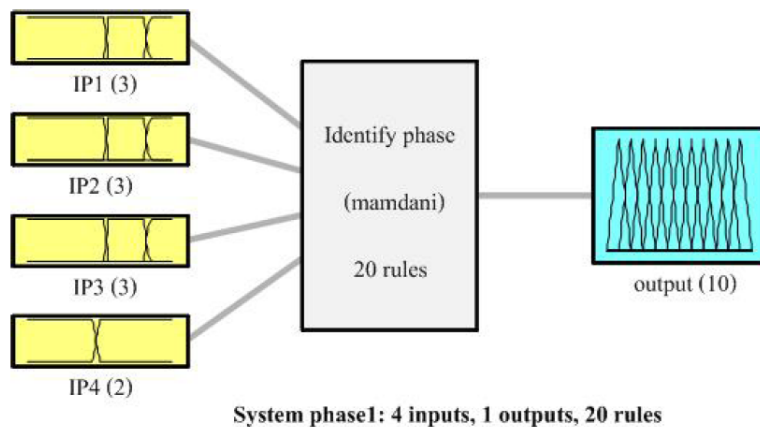 IP1 (3)
IP2 (3)
IP3 (3)
IP4 (2)
Identify phase
(mamdani)
20 rules
output (10)
System phase1: 4 inputs, 1 outputs, 20 rules